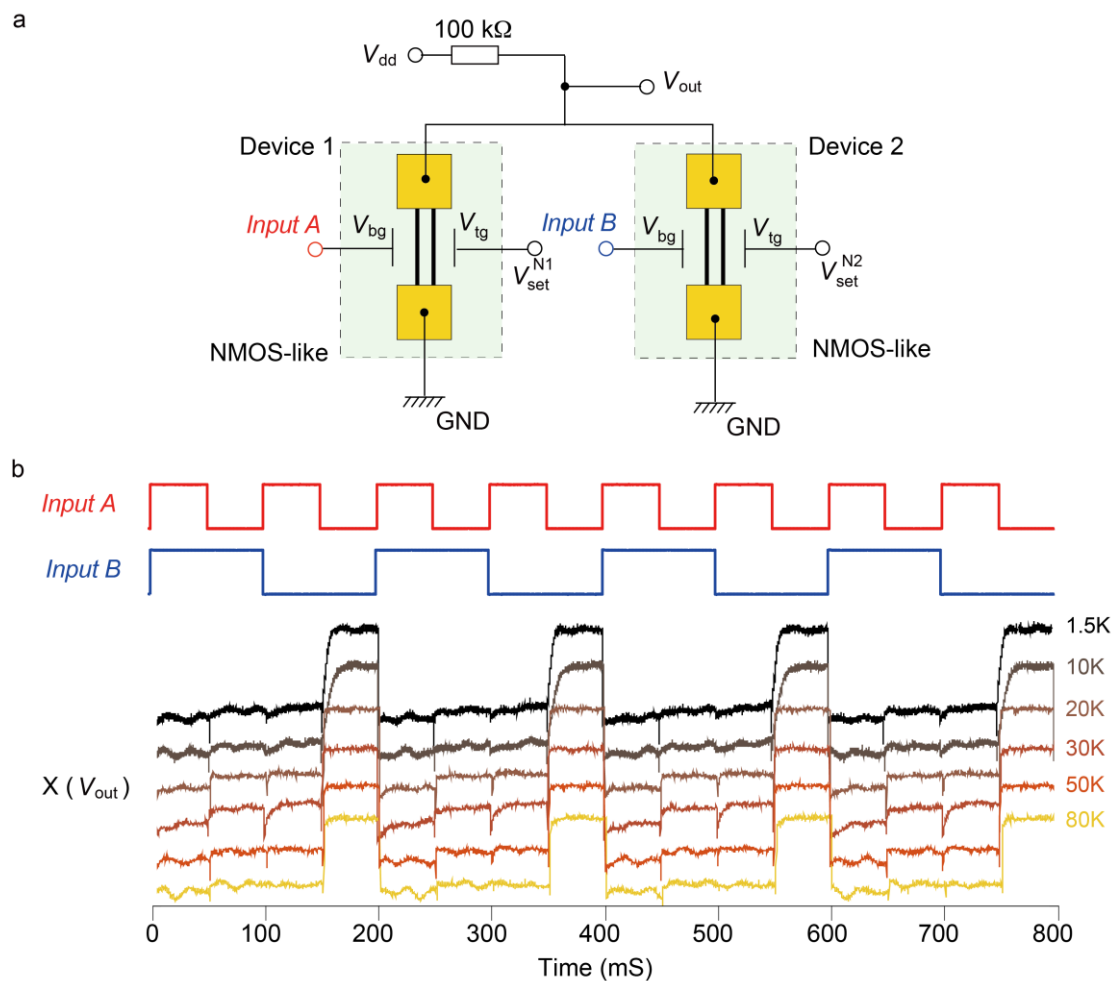 a
100 kΩ
Vdd
Vout
Device 1
Device 2
Input A
Vbg
Vtg
Input B
Vbg
Vtg
VsetN1
VsetN2
NMOS-like
NMOS-like
GND
GND
b
Input A
Input B
1.5K
10K
20K
30K
50K
80K
X (Vout)
0 100 200 300 400 500 600 700 800
Time (mS)